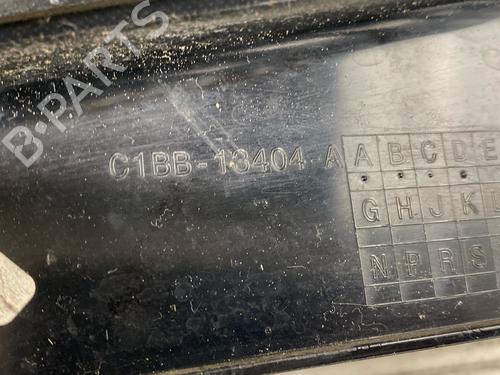 B-PARTS
C1BB-13404 A A B C D E
G H J K
N P R S